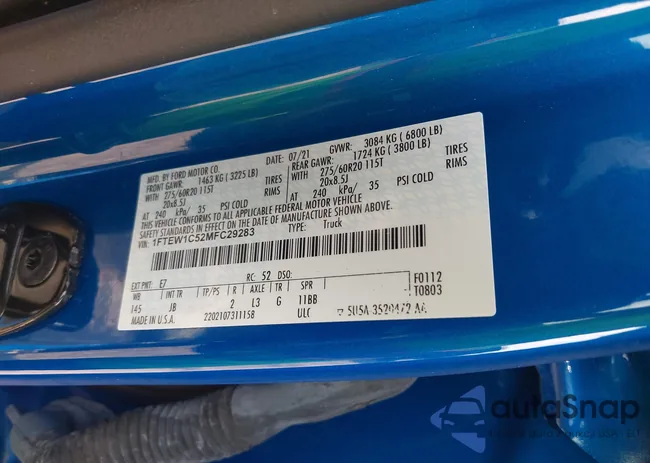 MFD. BY FORD MOTOR CO. DATE: 07/21 GVWR: 3084 KG ( 6800 LB)
FRONT GAWR: 1463 KG ( 3225 LB) REAR GAWR: 1724 KG ( 3800 LB)
WITH 275/60R20 115T TIRES WITH 275/60R20 115T TIRES
20x8.5J RIMS 20x8.5J RIMS
AT 240 kPa/ 35 PSI COLD AT 240 kPa/ 35 PSI COLD
THIS VEHICLE CONFORMS TO ALL APPLICABLE FEDERAL MOTOR VEHICLE
SAFETY STANDARDS IN EFFECT ON THE DATE OF MANUFACTURE SHOWN ABOVE.
VIN: 1FTEW1C52MFC29283 TYPE: Truck
EXT PNT: E7 RC: 52 DSO: F0112
WB INT TR TP/PS R AXLE TR SPR T0803
145 JB 2 L3 G 11BB
MADE IN U.S.A. 2202107311158 ULC 5U5A-3520472-AA
autoSnap